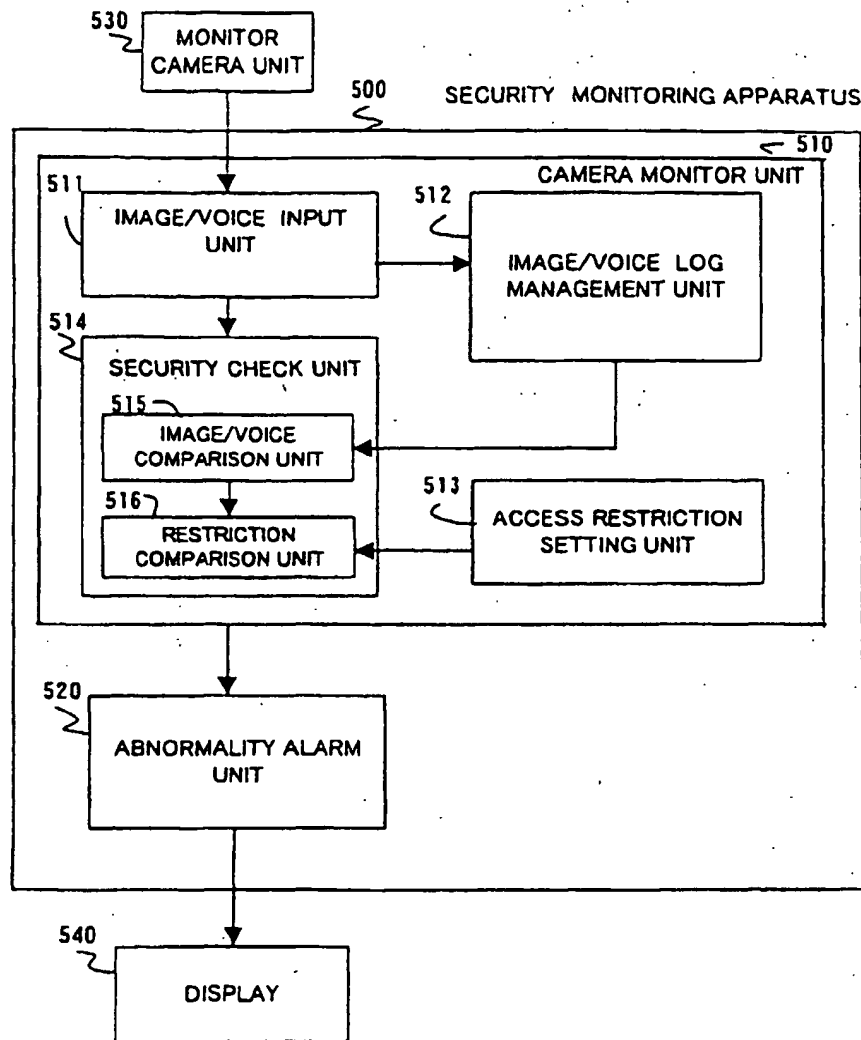 530
MONITOR
CAMERA UNIT
500
SECURITY MONITORING APPARATUS
510
CAMERA MONITOR UNIT
511
IMAGE/VOICE INPUT
UNIT
512
IMAGE/VOICE LOG
MANAGEMENT UNIT
514
SECURITY CHECK UNIT
515
IMAGE/VOICE
COMPARISON UNIT
516
RESTRICTION
COMPARISON UNIT
513
ACCESS RESTRICTION
SETTING UNIT
520
ABNORMALITY ALARM
UNIT
540
DISPLAY